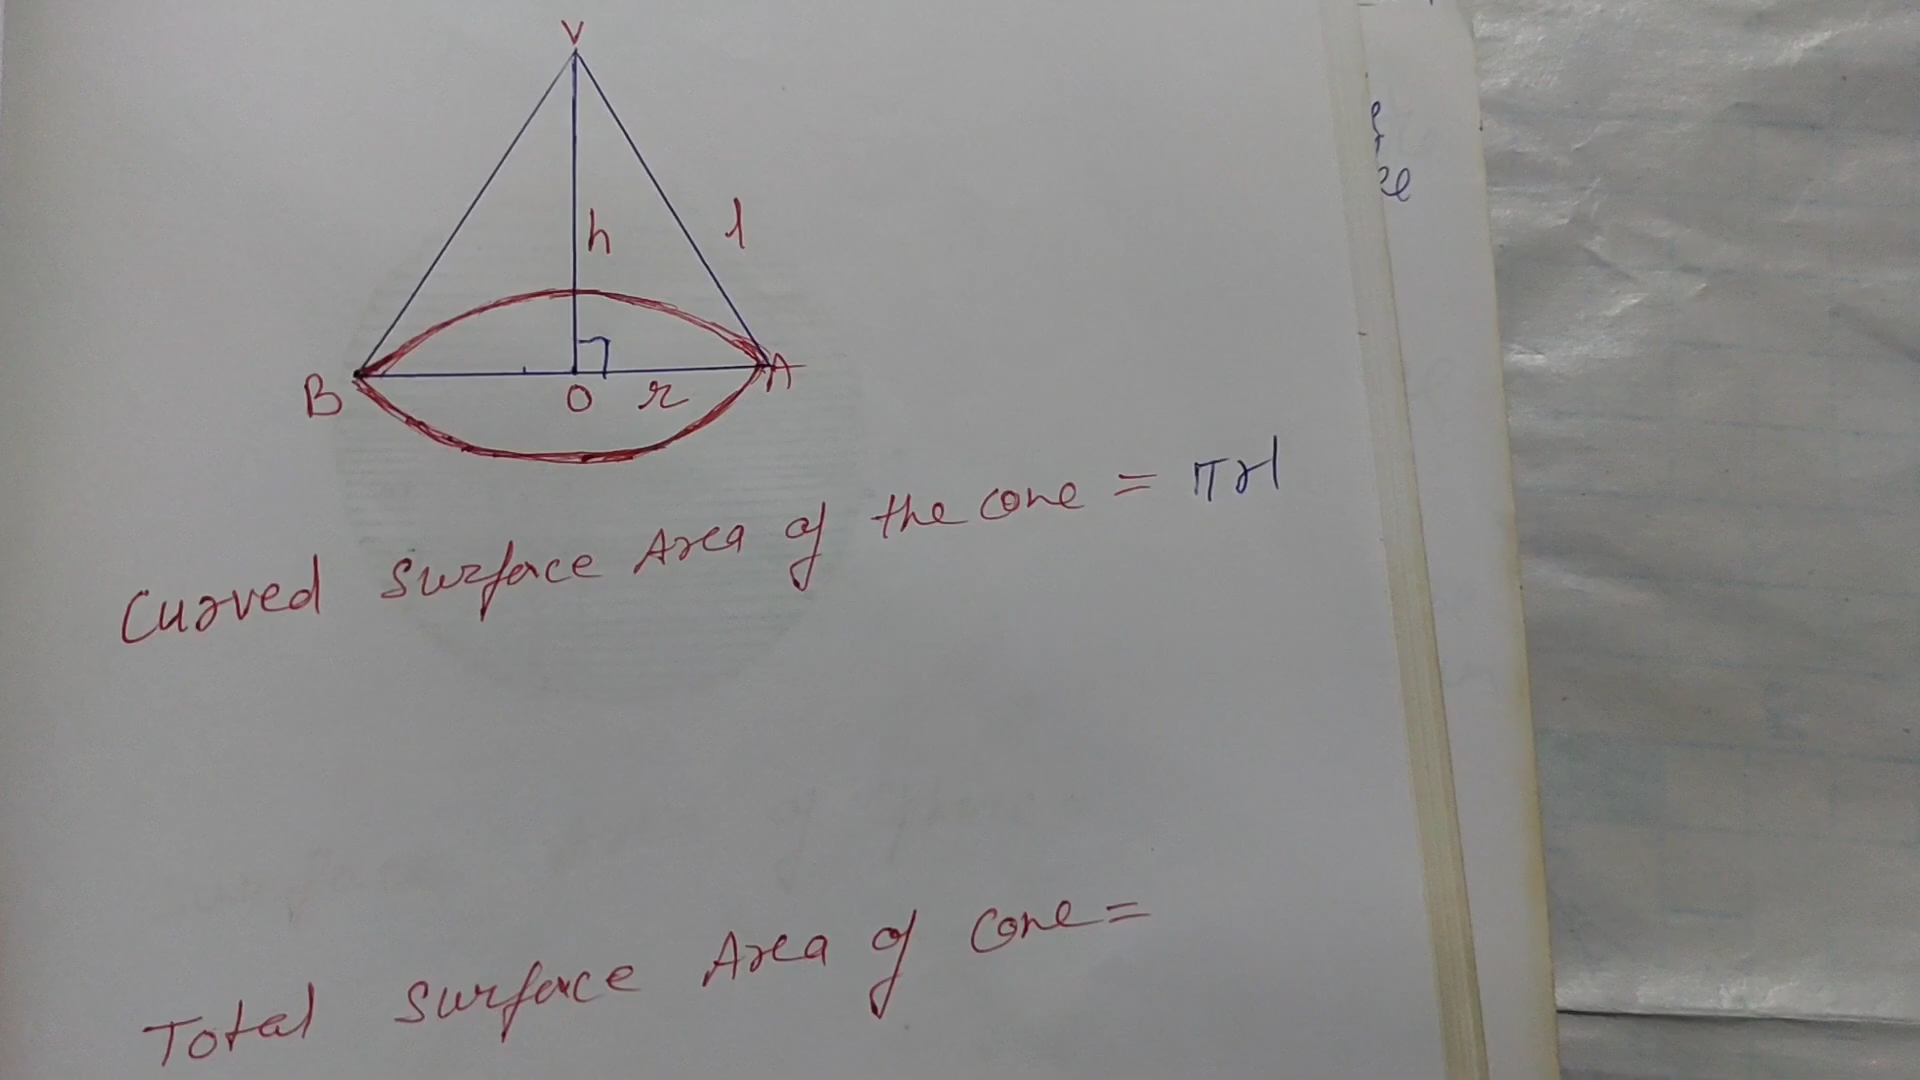 V
h l
B O r A
Curved Surface Area of the cone = πrl
Total Surface Area of cone =